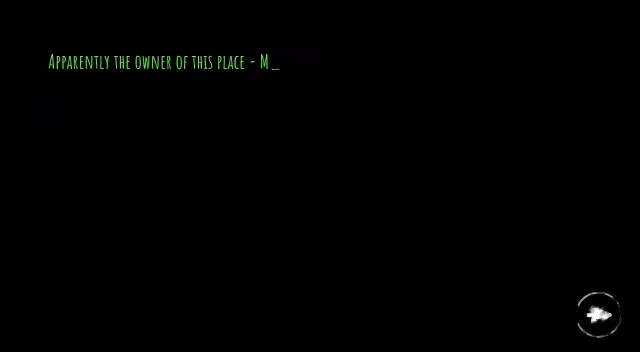 Apparently the owner of this place - M_